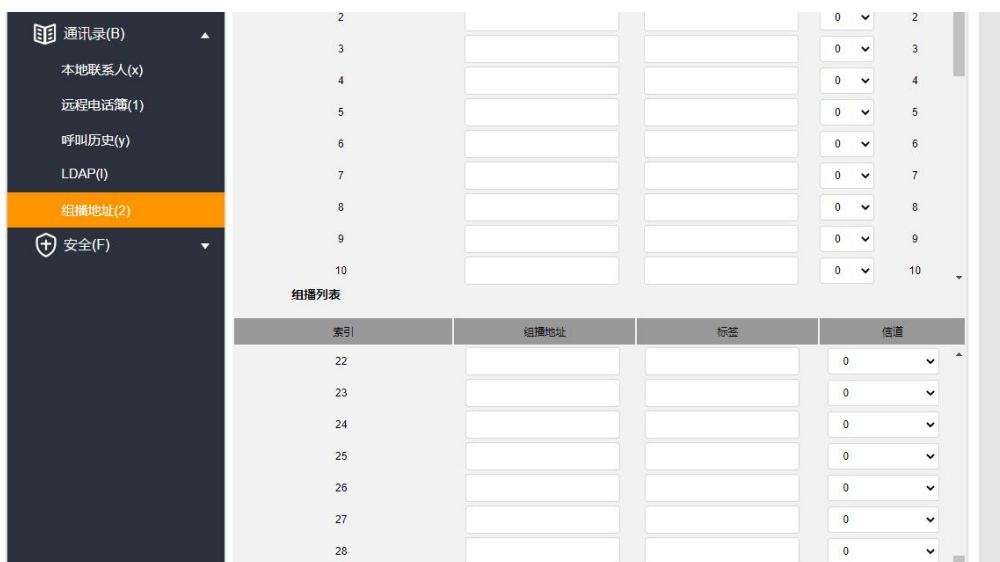 通讯录(B)
本地联系人(x)
远程电话簿(1)
呼叫历史(y)
LDAP(l)
组播地址(2)
安全(F)
2 0 2
3 0 3
4 0 4
5 0 5
6 0 6
7 0 7
8 0 8
9 0 9
10 0 10
组播列表
索引 组播地址 标签 信道
22 0
23 0
24 0
25 0
26 0
27 0
28 0